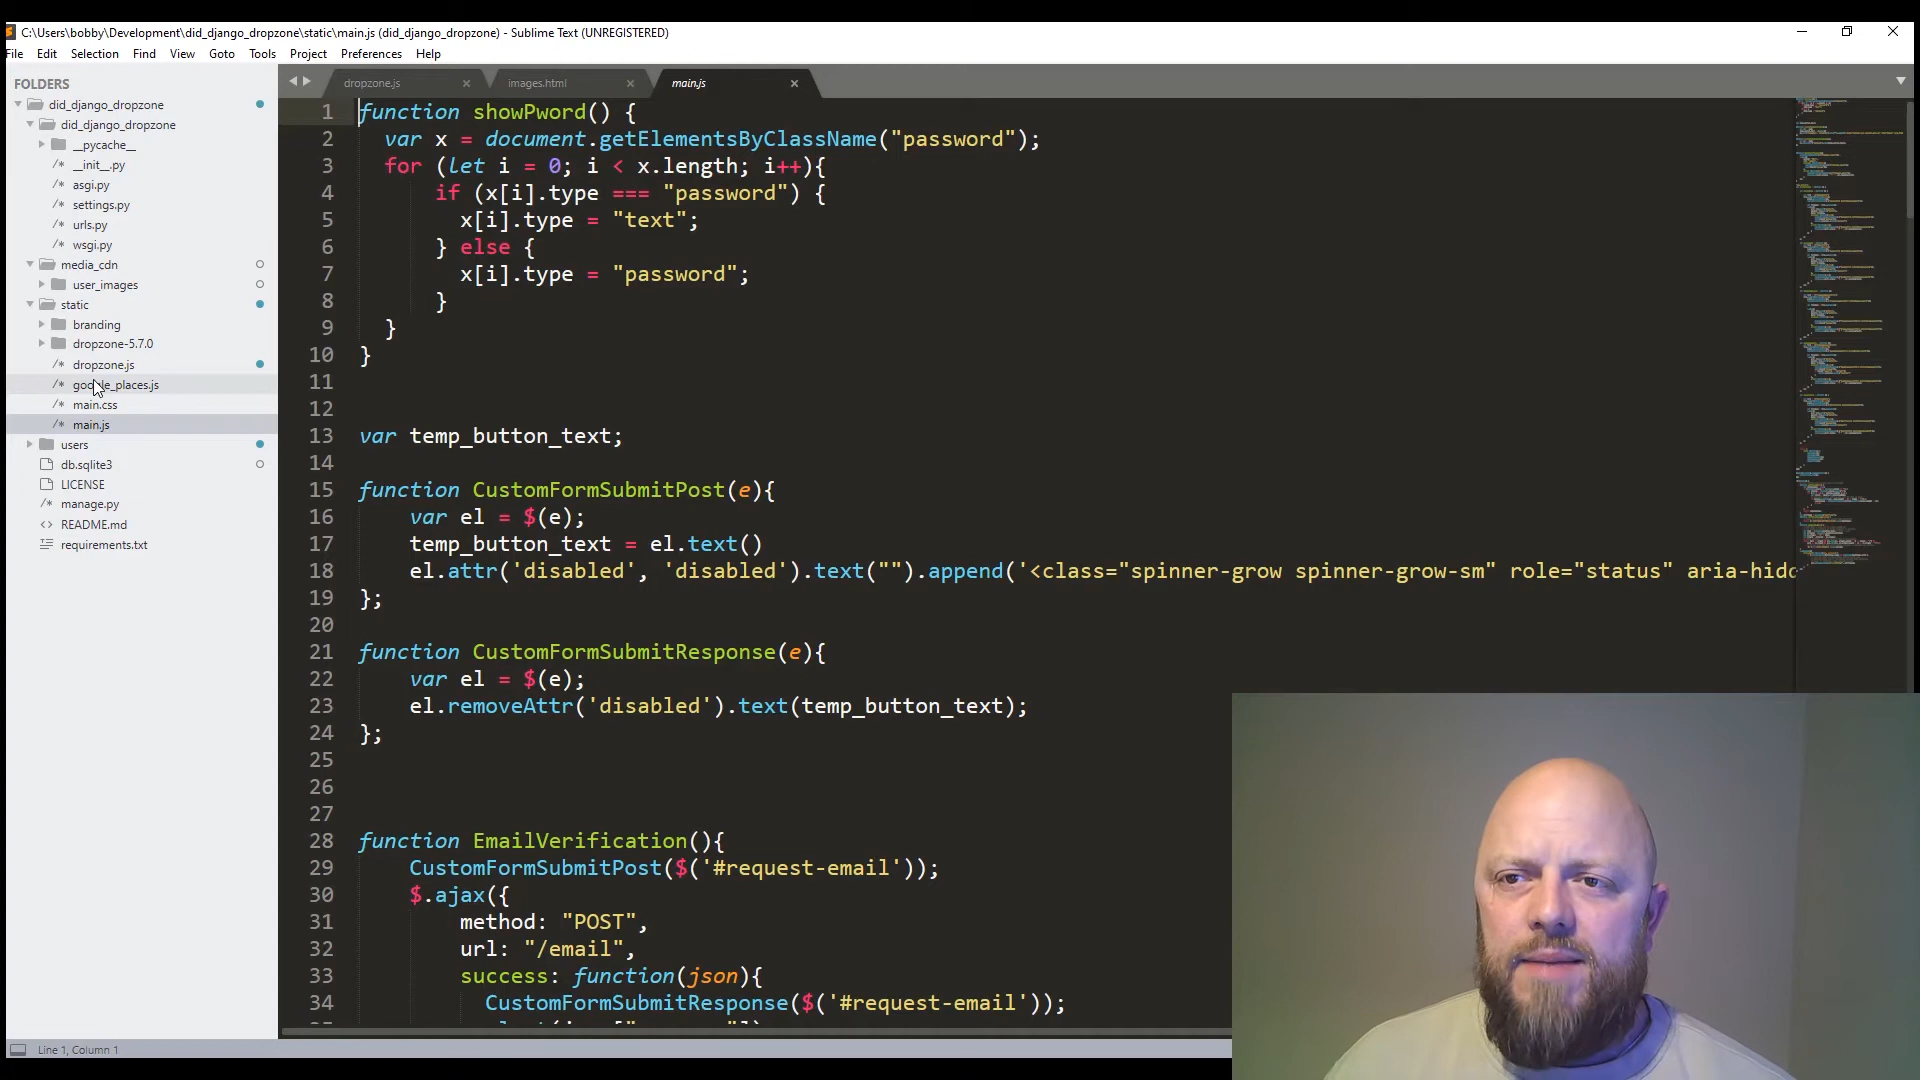 C:\Users\bobby\Development\did_django_dropzone\static\main.js (did_django_dropzone) - Sublime Text (UNREGISTERED)
File Edit Selection Find View Goto Tools Project Preferences Help
FOLDERS
did_django_dropzone
did_django_dropzone
__pycache__
/* __init__.py
/* asgi.py
/* settings.py
/* urls.py
/* wsgi.py
media_cdn
user_images
static
branding
dropzone-5.7.0
/* dropzone.js
/* google_places.js
/* main.css
/* main.js
users
db.sqlite3
LICENSE
/* manage.py
<> README.md
requirements.txt
dropzone.js × images.html × main.js ×
1 function showPword() {
2 var x = document.getElementsByClassName("password");
3 for (let i = 0; i < x.length; i++){
4 if (x[i].type === "password") {
5 x[i].type = "text";
6 } else {
7 x[i].type = "password";
8 }
9 }
10 }
11
12
13 var temp_button_text;
14
15 function CustomFormSubmitPost(e){
16 var el = $(e);
17 temp_button_text = el.text()
18 el.attr('disabled', 'disabled').text("").append('<class="spinner-grow spinner-grow-sm" role="status" aria-hidd
19 };
20
21 function CustomFormSubmitResponse(e){
22 var el = $(e);
23 el.removeAttr('disabled').text(temp_button_text);
24 };
25
26
27
28 function EmailVerification(){
29 CustomFormSubmitPost($('#request-email'));
30 $.ajax({
31 method: "POST",
32 url: "/email",
33 success: function(json){
34 CustomFormSubmitResponse($('#request-email'));
Line 1, Column 1